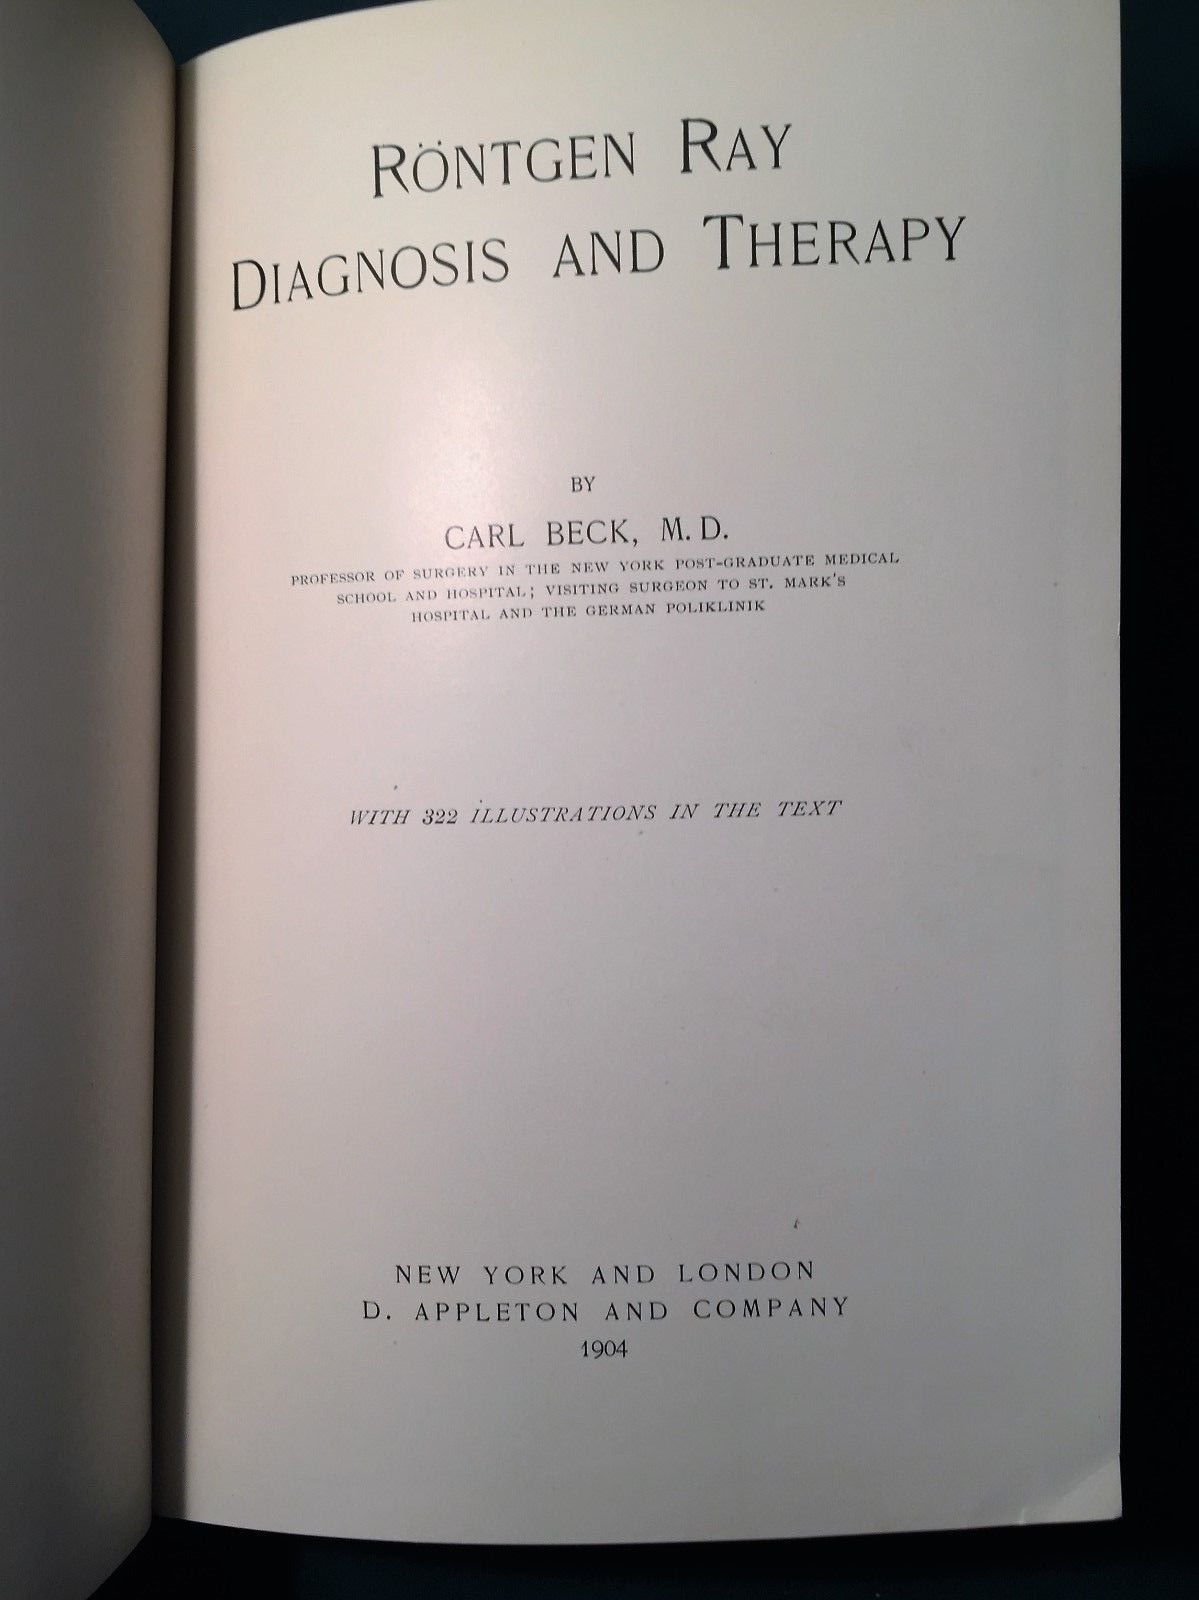 RÖNTGEN RAY
DIAGNOSIS AND THERAPY
BY
CARL BECK, M. D.
PROFESSOR OF SURGERY IN THE NEW YORK POST-GRADUATE MEDICAL
SCHOOL AND HOSPITAL; VISITING SURGEON TO ST. MARK'S
HOSPITAL AND THE GERMAN POLIKLINIK
WITH 322 ILLUSTRATIONS IN THE TEXT
NEW YORK AND LONDON
D. APPLETON AND COMPANY
1904